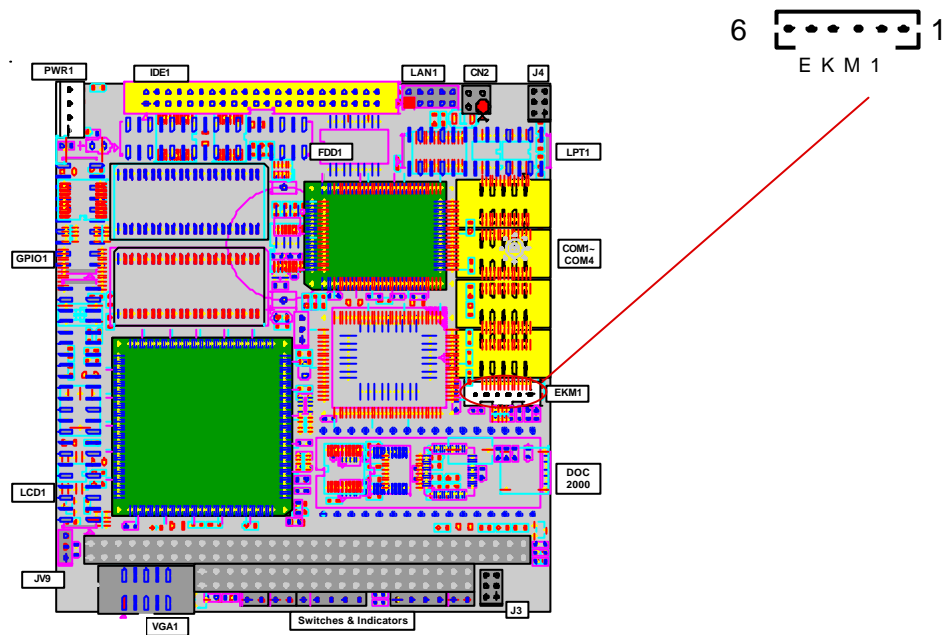 6 1
E K M 1
PWR1 IDE1 LAN1 CN2 J4
FDD1 LPT1
GPIO1 COM1~
COM4
EKM1
LCD1 DOC
2000
JV9 J3
VGA1 Switches & Indicators